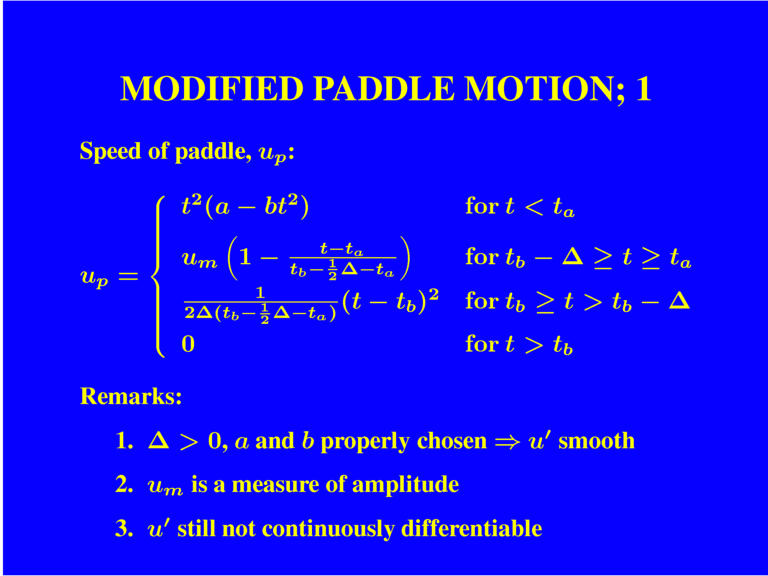 MODIFIED PADDLE MOTION; 1
Speed of paddle, $u_p$:
$u_p = \begin{cases} t^2(a - bt^2) & \text{for } t < t_a \\ u_m \left(1 - \frac{t-t_a}{t_b-\frac{1}{2}\Delta-t_a}\right) & \text{for } t_b - \Delta \geq t \geq t_a \\ \frac{1}{2\Delta(t_b-\frac{1}{2}\Delta-t_a)}(t - t_b)^2 & \text{for } t_b \geq t > t_b - \Delta \\ 0 & \text{for } t > t_b \end{cases}$
Remarks:
1. $\Delta > 0$, $a$ and $b$ properly chosen $\Rightarrow$ $u'$ smooth
2. $u_m$ is a measure of amplitude
3. $u'$ still not continuously differentiable